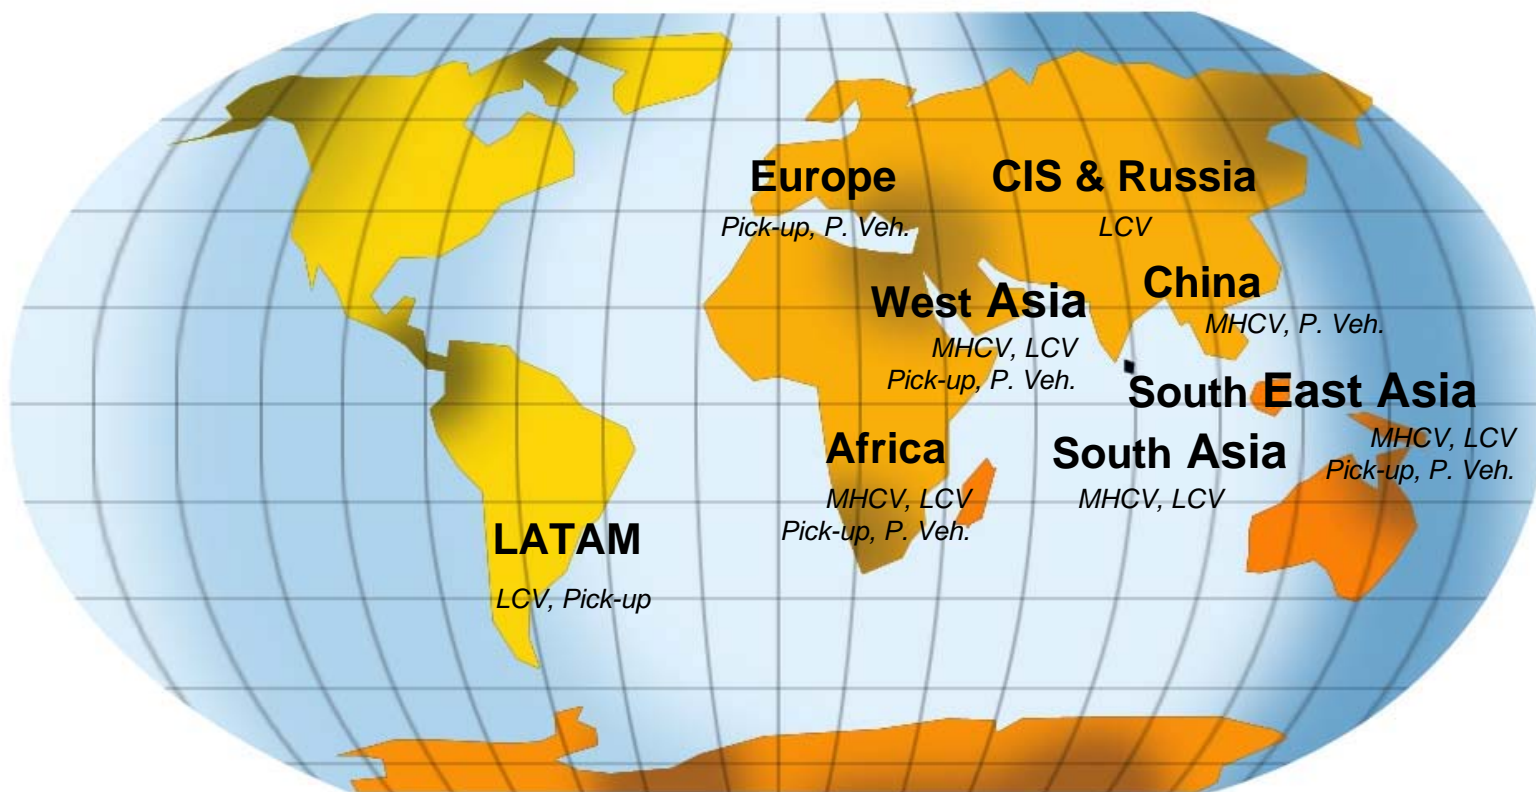 Europe
Pick-up, P. Veh.
CIS & Russia
LCV
China
MHCV, P. Veh.
West Asia
MHCV, LCV
Pick-up, P. Veh.
South East Asia
MHCV, LCV
Pick-up, P. Veh.
Africa
MHCV, LCV
Pick-up, P. Veh.
South Asia
MHCV, LCV
LATAM
LCV, Pick-up